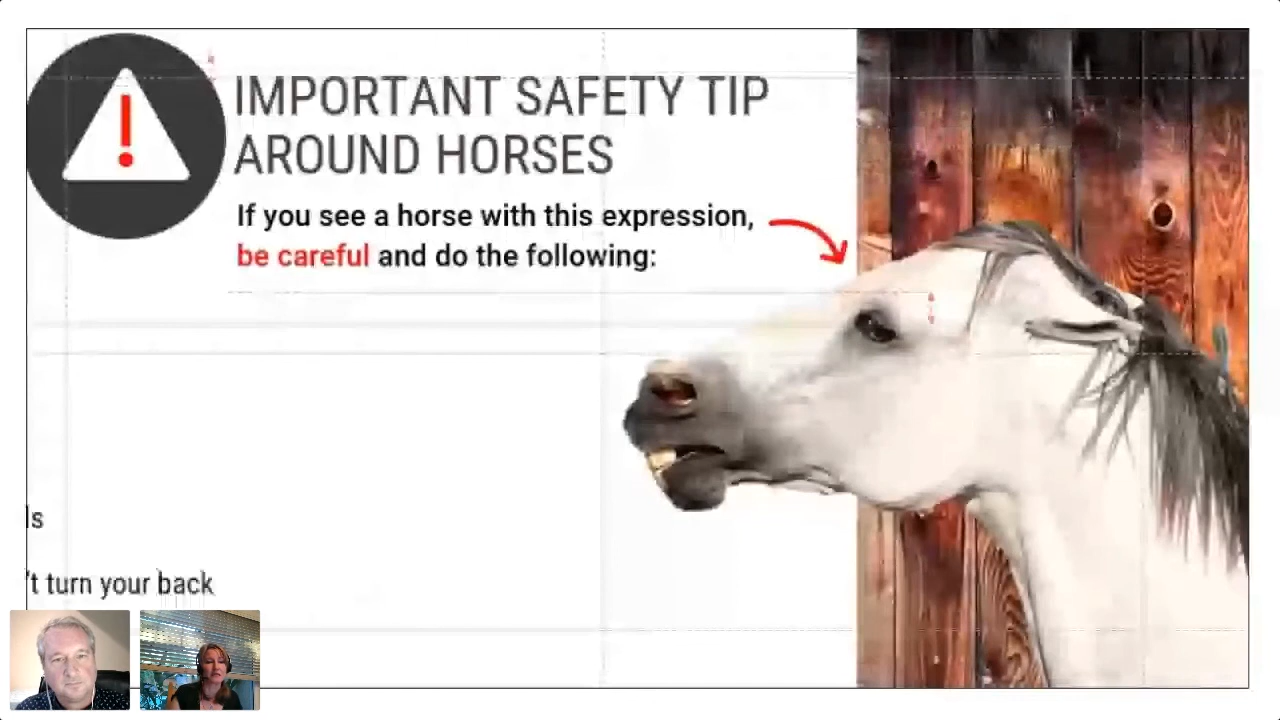 IMPORTANT SAFETY TIP
AROUND HORSES
If you see a horse with this expression,
be careful and do the following:
ls
't turn your back